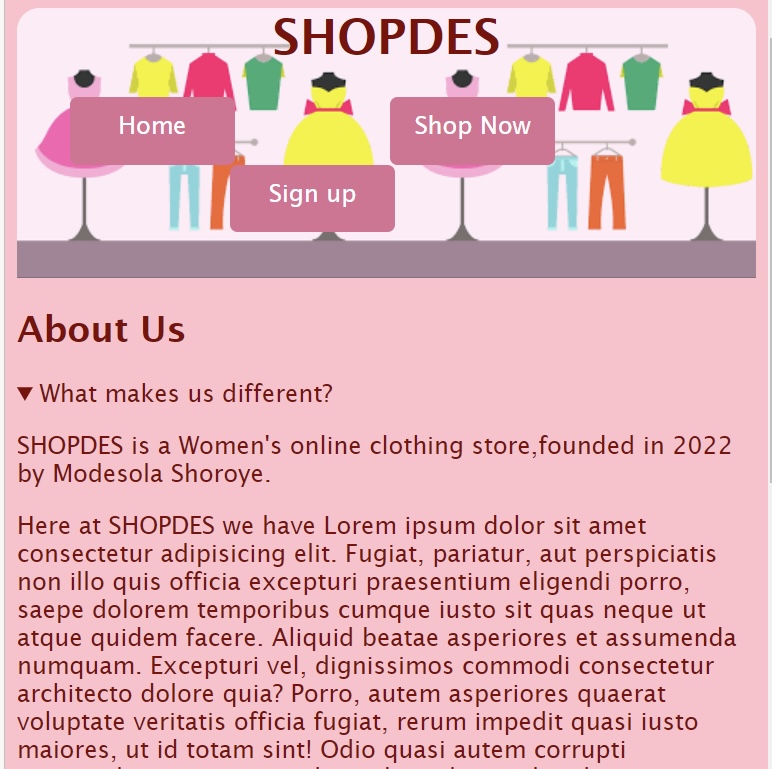 SHOPDES
Home
Shop Now
Sign up
About Us
▼ What makes us different?
SHOPDES is a Women's online clothing store,founded in 2022
by Modesola Shoroye.
Here at SHOPDES we have Lorem ipsum dolor sit amet
consectetur adipisicing elit. Fugiat, pariatur, aut perspiciatis
non illo quis officia excepturi praesentium eligendi porro,
saepe dolorem temporibus cumque iusto sit quas neque ut
atque quidem facere. Aliquid beatae asperiores et assumenda
numquam. Excepturi vel, dignissimos commodi consectetur
architecto dolore quia? Porro, autem asperiores quaerat
voluptate veritatis officia fugiat, rerum impedit quasi iusto
maiores, ut id totam sint! Odio quasi autem corrupti